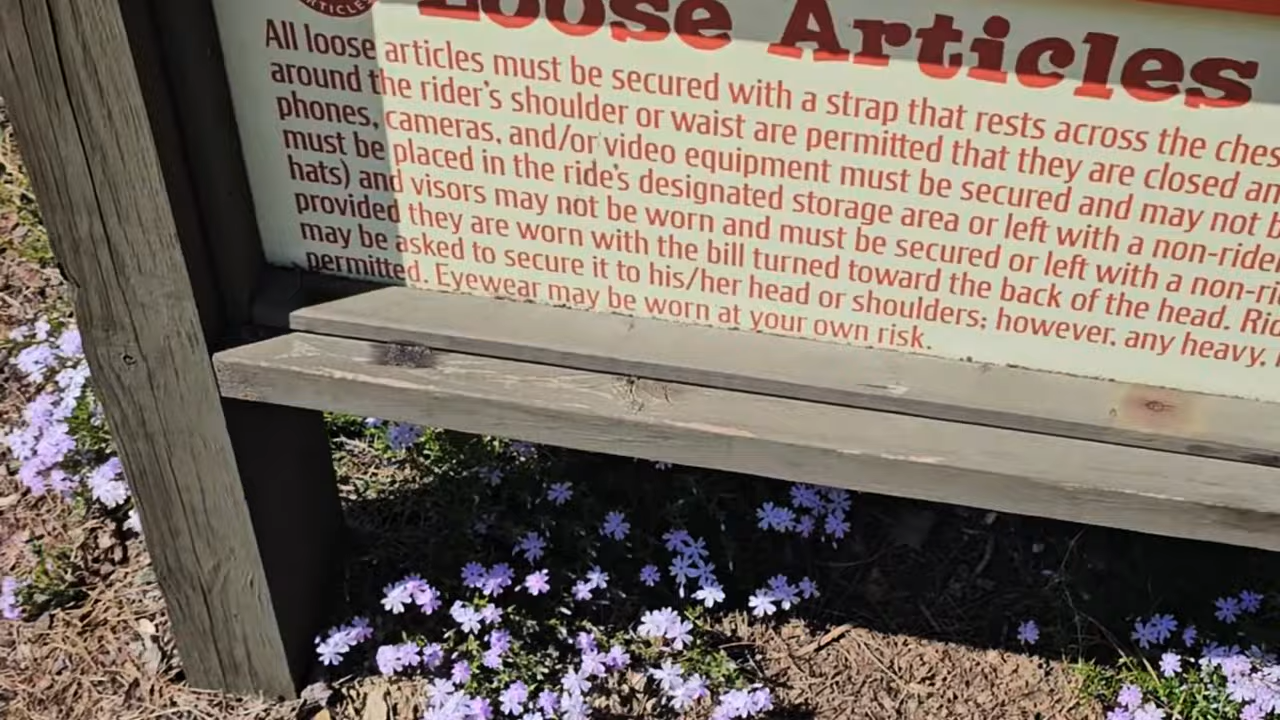 ARTICLES
Loose Articles
All loose articles must be secured with a strap that rests across the ches
around the rider's shoulder or waist are permitted that they are closed an
phones, cameras, and/or video equipment must be secured and may not b
must be placed in the ride's designated storage area or left with a non-rider
hats) and visors may not be worn and must be secured or left with a non-ri
provided they are worn with the bill turned toward the back of the head. Rid
may be asked to secure it to his/her head or shoulders; however, any heavy,
permitted. Eyewear may be worn at your own risk.